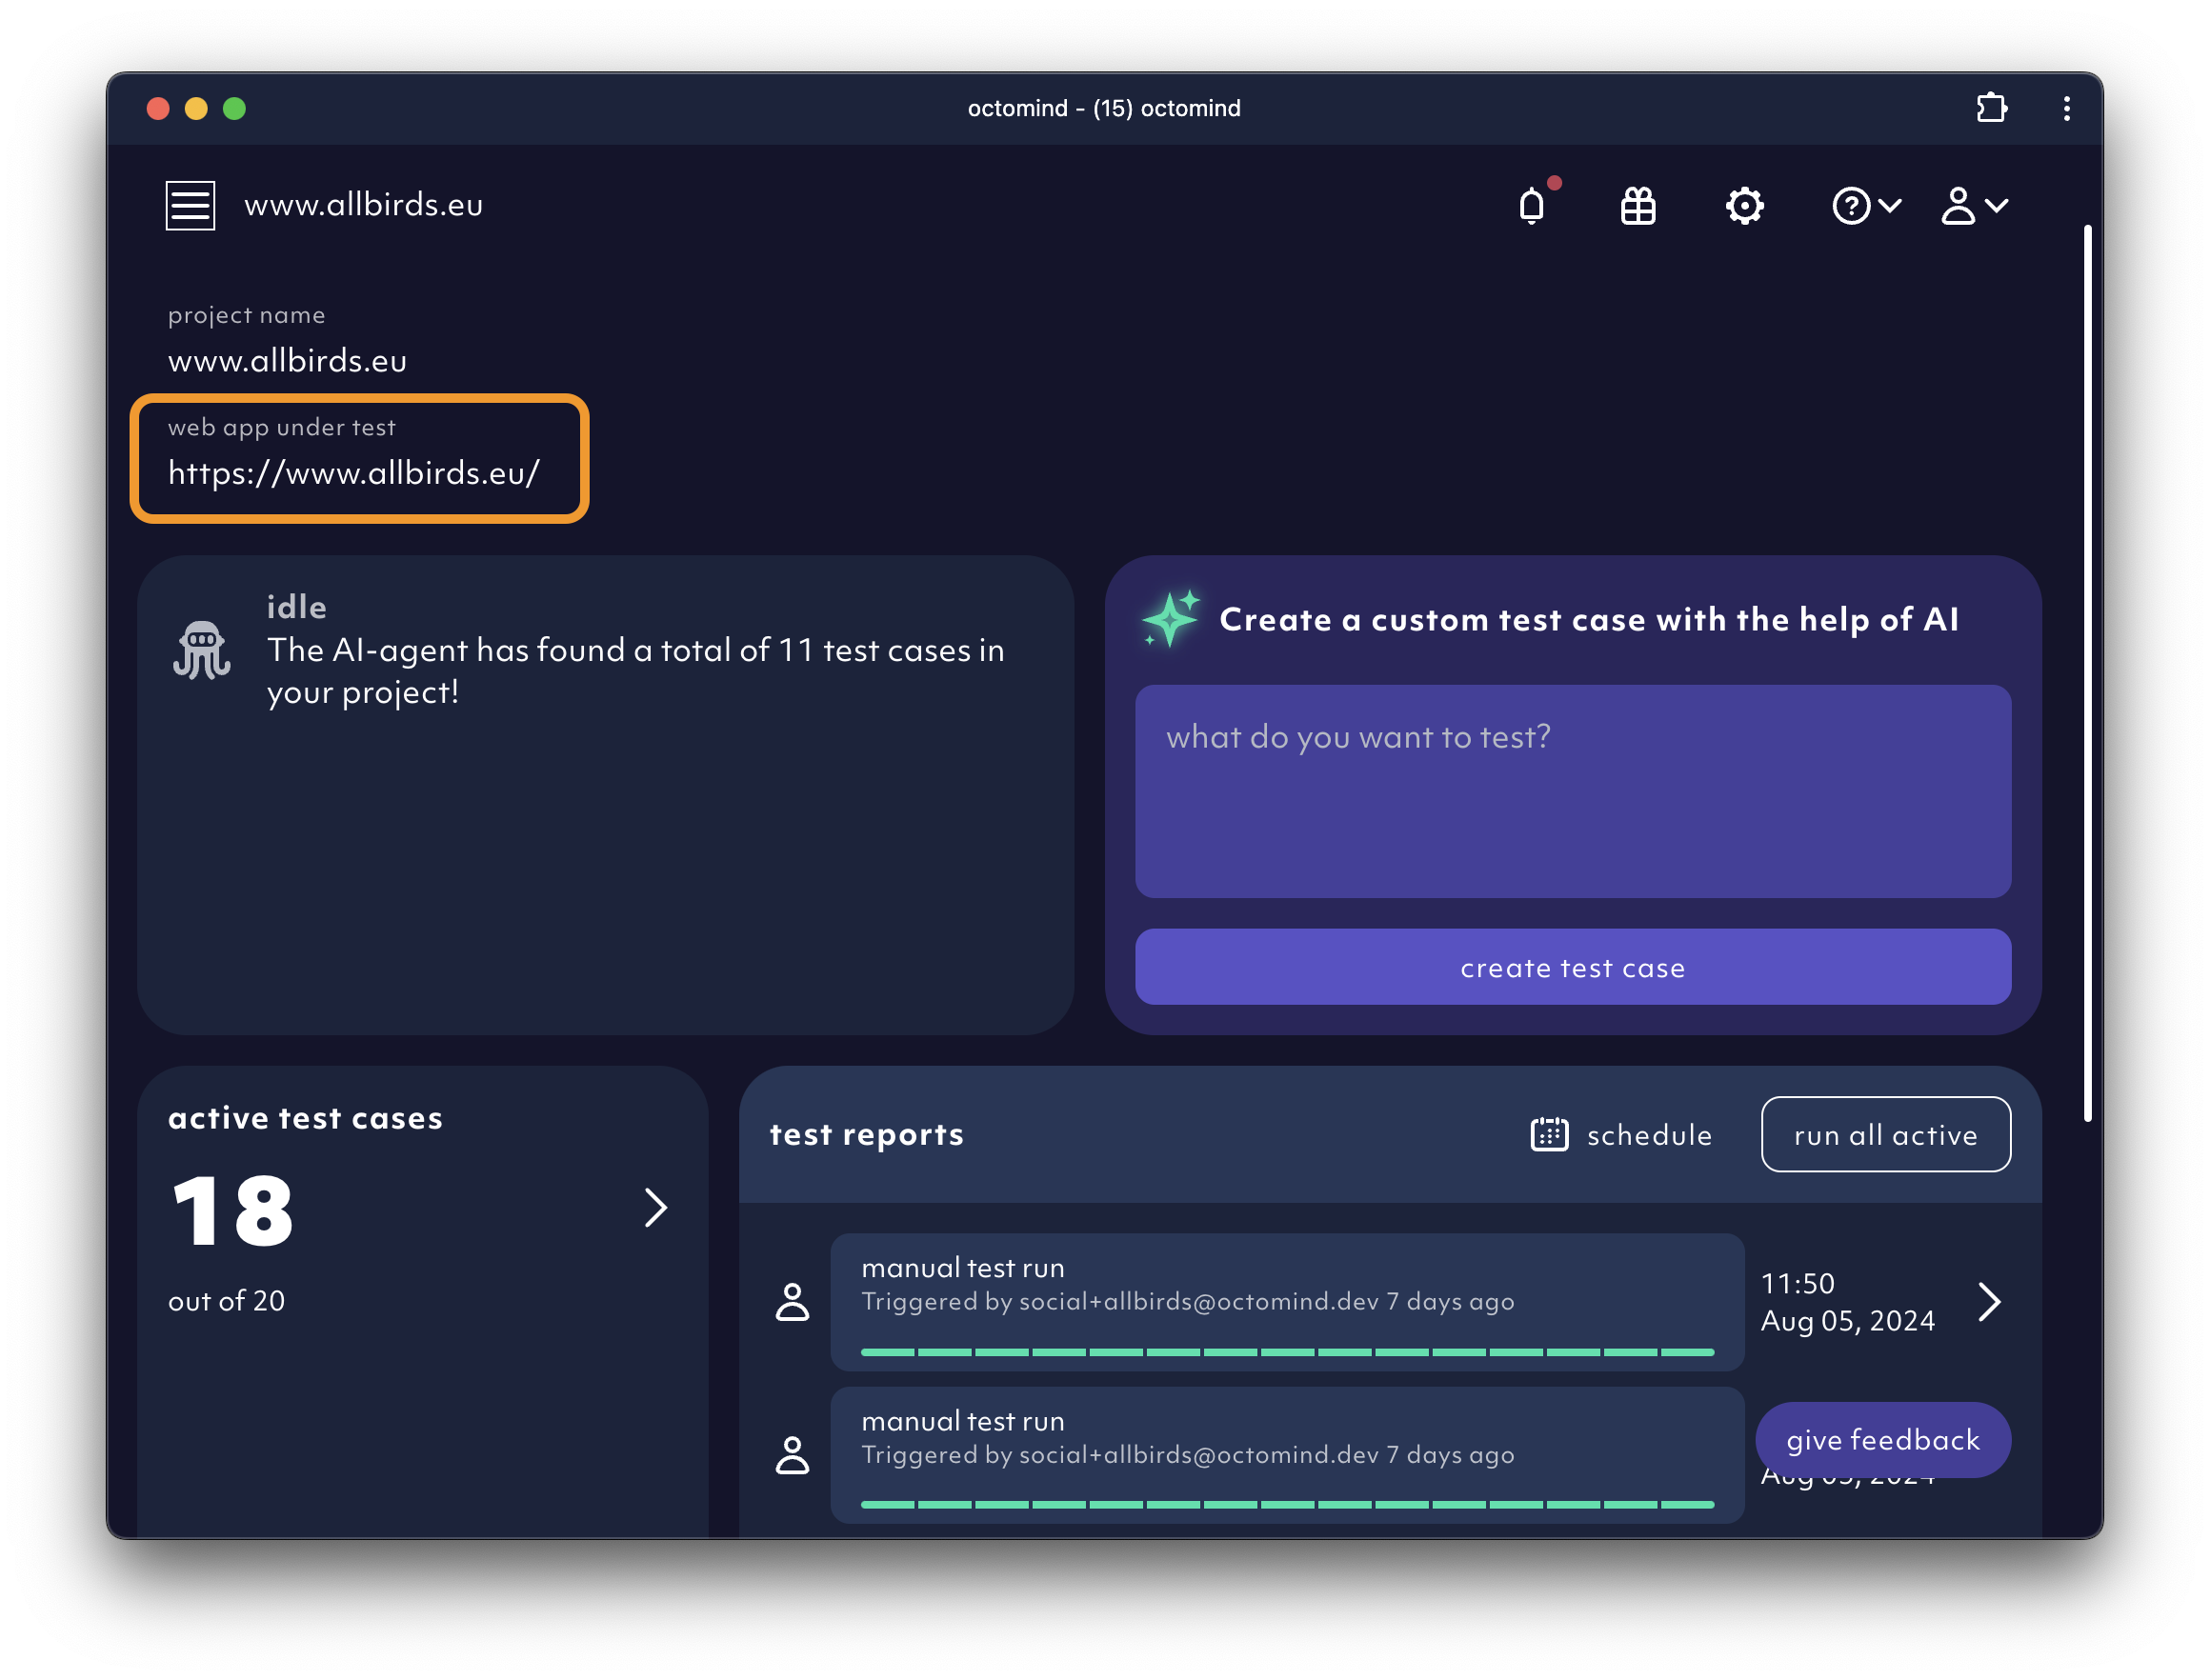 octomind - (15) octomind
www.allbirds.eu
project name
www.allbirds.eu
web app under test
https://www.allbirds.eu/
idle
The AI-agent has found a total of 11 test cases in
your project!
Create a custom test case with the help of AI
what do you want to test?
create test case
active test cases
18
out of 20
test reports
schedule
run all active
manual test run
Triggered by social+allbirds@octomind.dev 7 days ago
11:50
Aug 05, 2024
manual test run
Triggered by social+allbirds@octomind.dev 7 days ago
give feedback